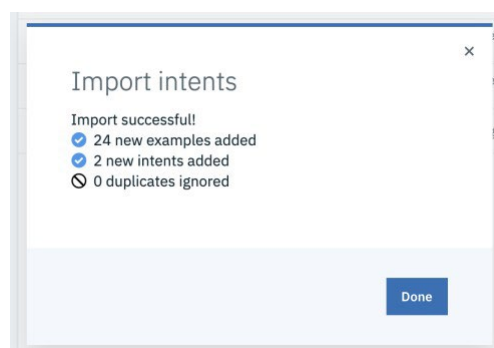 Import intents
Import successful!
24 new examples added
2 new intents added
0 duplicates ignored
Done